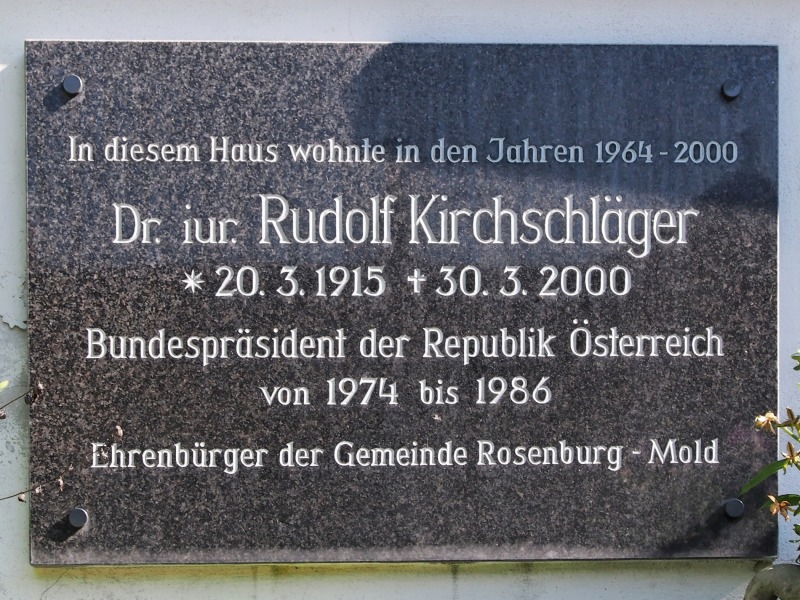 In diesem Haus wohnte in den Jahren 1964 - 2000
Dr. iur. Rudolf Kirchschläger
* 20. 3. 1915 † 30. 3. 2000
Bundespräsident der Republik Österreich
von 1974 bis 1986
Ehrenbürger der Gemeinde Rosenburg - Mold